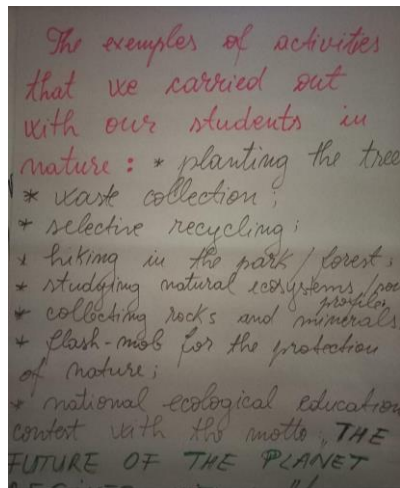 The exemples of activities
that we carried out
with our students in
nature: * planting the tree
* waste collection;
* selective recycling;
* hiking in the park/forest;
* studying natural ecosystems/
profiles
* collecting rocks and minerals
* flash-mob for the protection
of nature;
* national ecological education
contest with the motto „THE
FUTURE OF THE PLANET